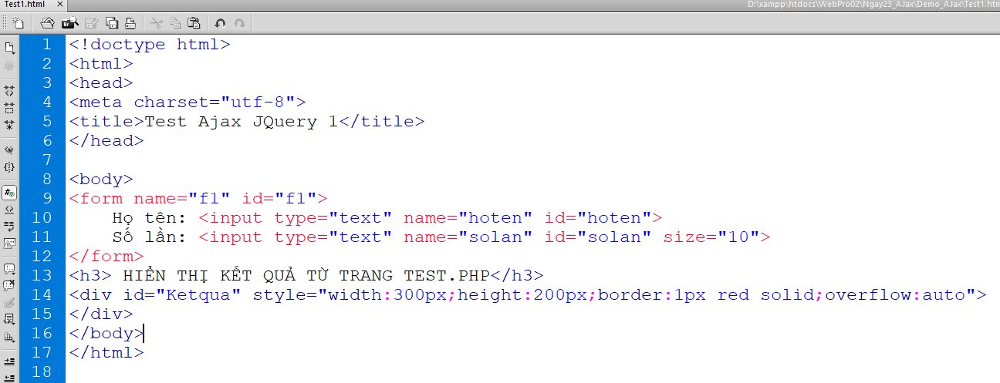 Test1.html ×
D:\xampp\htdocs\WebPro02\Ngay23_AJax\Demo_AJax\Test1.htm
Br
1 <!doctype html>
2 <html>
3 <head>
4 <meta charset="utf-8">
5 <title>Test Ajax JQuery 1</title>
6 </head>
7
8 <body>
9 <form name="f1" id="f1">
10 Họ tên: <input type="text" name="hoten" id="hoten">
11 Số lần: <input type="text" name="solan" id="solan" size="10">
12 </form>
13 <h3> HIỂN THỊ KẾT QUẢ TỪ TRANG TEST.PHP</h3>
14 <div id="Ketqua" style="width:300px;height:200px;border:1px red solid;overflow:auto">
15 </div>
16 </body>
17 </html>
18